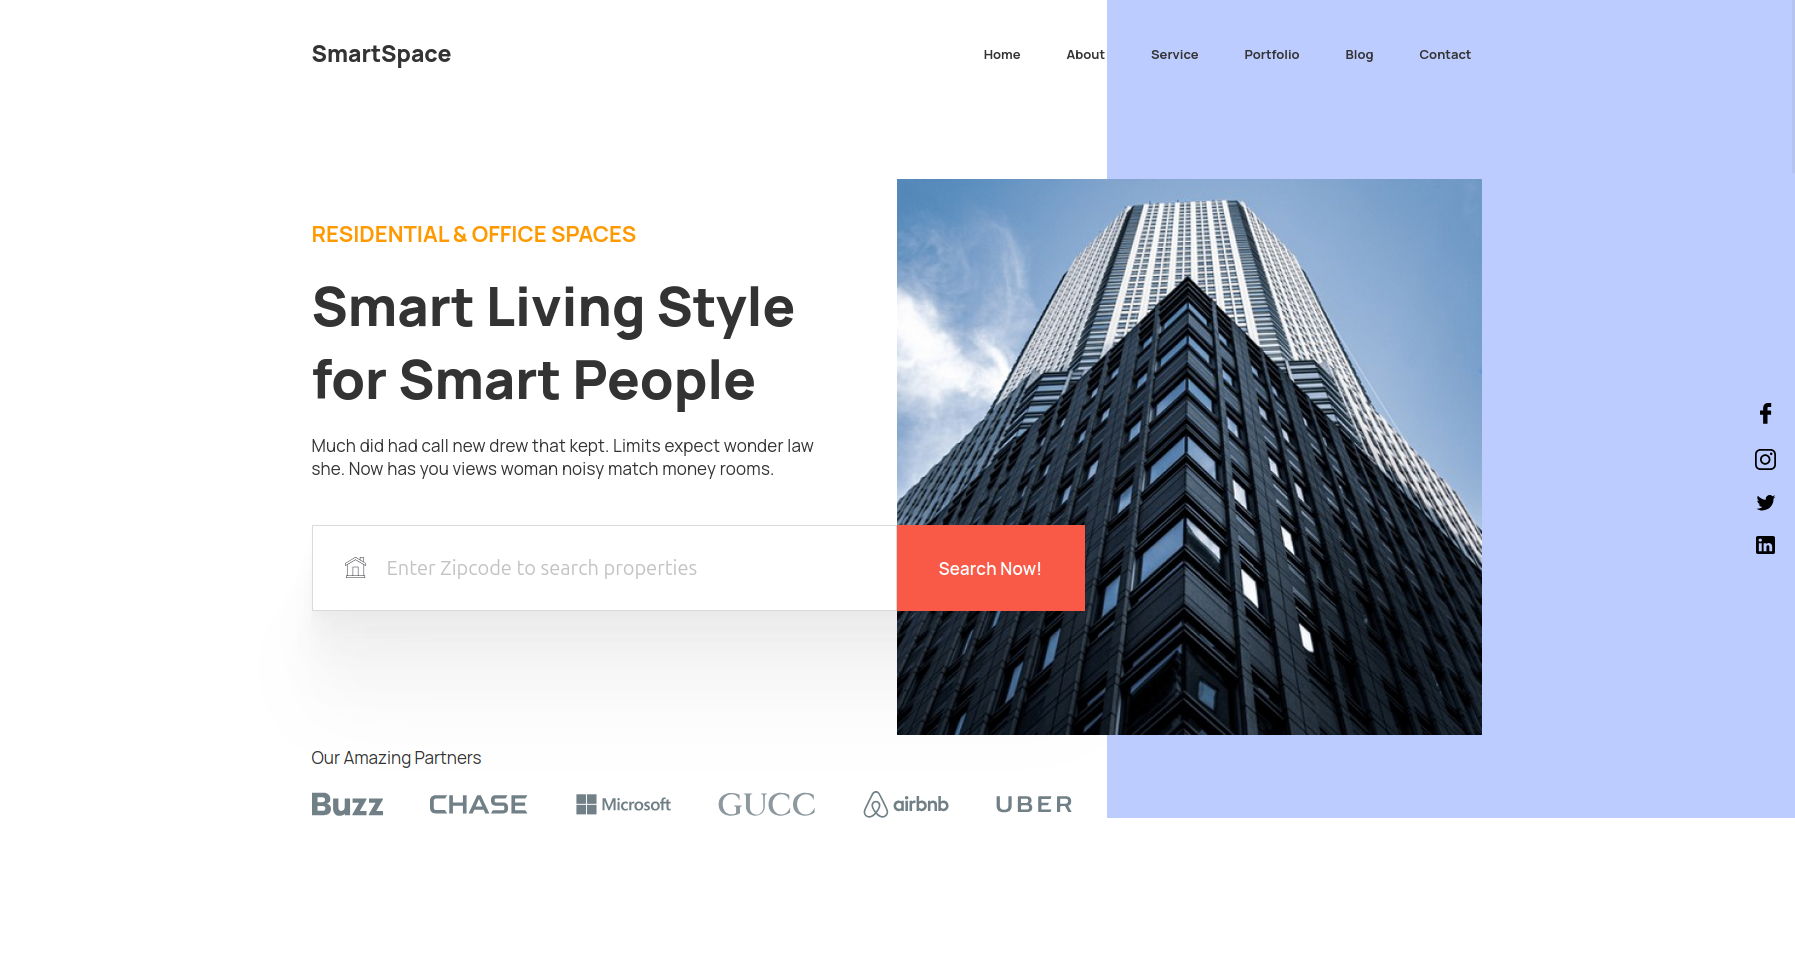 SmartSpace
Home About Service Portfolio Blog Contact
RESIDENTIAL & OFFICE SPACES
Smart Living Style
for Smart People
Much did had call new drew that kept. Limits expect wonder law
she. Now has you views woman noisy match money rooms.
Enter Zipcode to search properties
Search Now!
Our Amazing Partners
Buzz CHASE Microsoft GUCC airbnb UBER